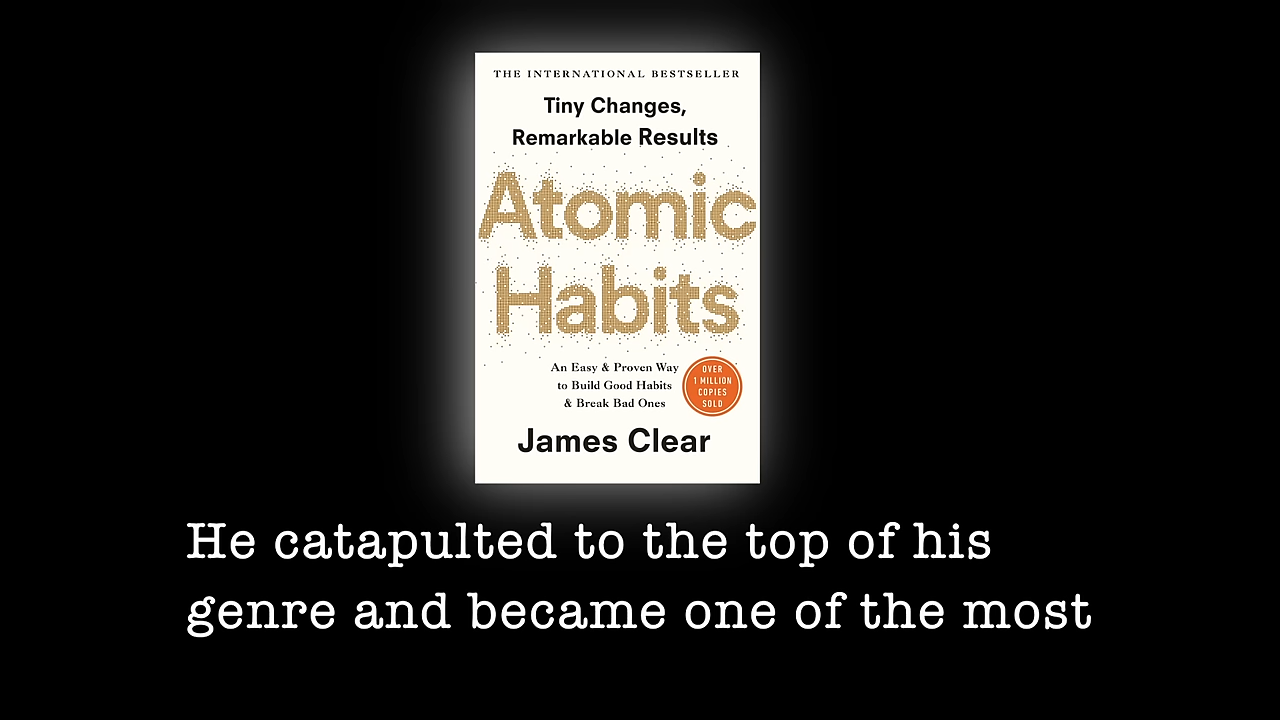 THE INTERNATIONAL BESTSELLER
Tiny Changes,
Remarkable Results
Atomic
Habits
An Easy & Proven Way
to Build Good Habits
& Break Bad Ones
OVER
1 MILLION
COPIES
SOLD
James Clear
He catapulted to the top of his
genre and became one of the most